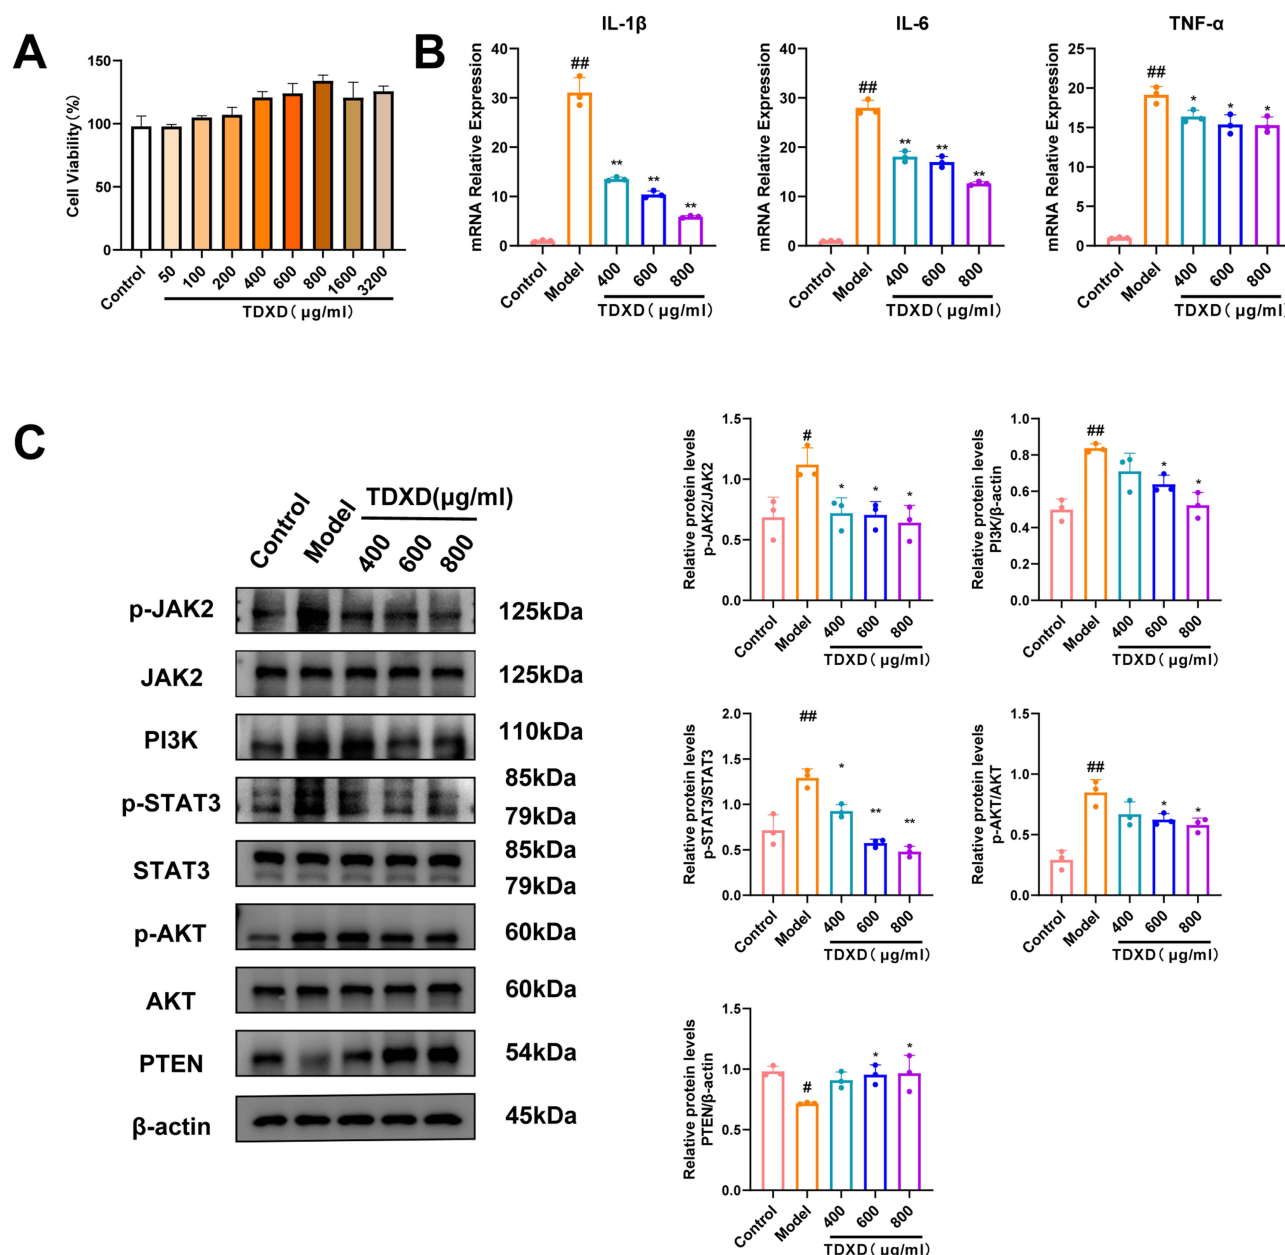 A
Cell Viability (%)
150
100
50
0
Control
50
100
200
400
600
800
1600
3200
TDXD( μg/ml)
B
IL-1β
mRNA Relative Expression
40
30
20
10
0
##
**
**
**
Control
Model
400
600
800
TDXD( μg/ml)
IL-6
mRNA Relative Expression
40
30
20
10
0
##
**
**
**
Control
Model
400
600
800
TDXD( μg/ml)
TNF-α
mRNA Relative Expression
25
20
15
10
5
0
##
*
*
*
Control
Model
400
600
800
TDXD( μg/ml)
C
Control
Model
TDXD(μg/ml)
400
600
800
p-JAK2
125kDa
JAK2
125kDa
PI3K
110kDa
p-STAT3
85kDa
79kDa
STAT3
85kDa
79kDa
p-AKT
60kDa
AKT
60kDa
PTEN
54kDa
β-actin
45kDa
Relative protein levels
p-JAK2/JAK2
1.5
1.0
0.5
0.0
#
*
*
*
Control
Model
400
600
800
TDXD( μg/ml)
Relative protein levels
PI3K/β-actin
1.0
0.8
0.6
0.4
0.2
0.0
##
*
*
Control
Model
400
600
800
TDXD( μg/ml)
Relative protein levels
p-STAT3/STAT3
2.0
1.5
1.0
0.5
0.0
##
*
**
**
Control
Model
400
600
800
TDXD( μg/ml)
Relative protein levels
p-AKT/AKT
1.5
1.0
0.5
0.0
##
*
*
Control
Model
400
600
800
TDXD( μg/ml)
Relative protein levels
PTEN/β-actin
1.5
1.0
0.5
0.0
#
*
*
Control
Model
400
600
800
TDXD( μg/ml)